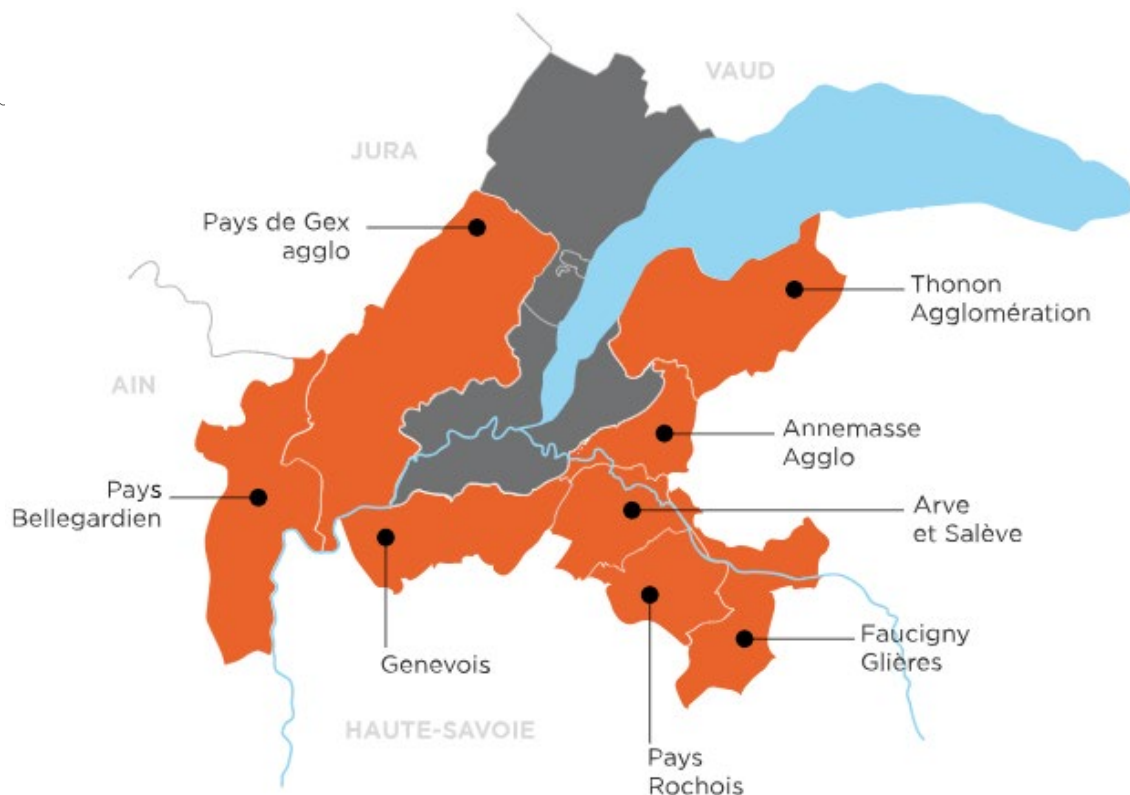 VAUD
JURA
Pays de Gex
agglo
Thonon
Agglomération
AIN
Annemasse
Agglo
Pays
Bellegardien
Arve
et Salève
Faucigny
Glières
Genevois
HAUTE-SAVOIE
Pays
Rochois